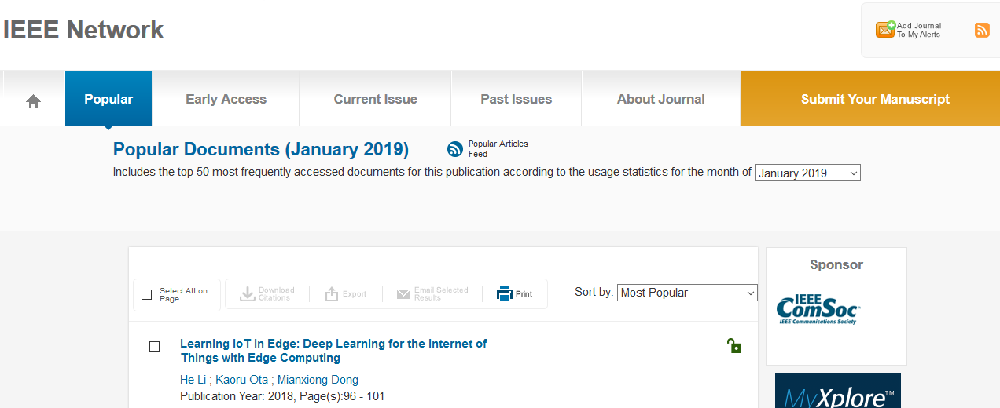 IEEE Network
Add Journal
To My Alerts
Popular
Early Access
Current Issue
Past Issues
About Journal
Submit Your Manuscript
Popular Documents (January 2019)
Popular Articles
Feed
Includes the top 50 most frequently accessed documents for this publication according to the usage statistics for the month of January 2019
Select All on
Page
Download
Citations
Export
Email Selected
Results
Print
Sort by: Most Popular
Learning IoT in Edge: Deep Learning for the Internet of
Things with Edge Computing
He Li ; Kaoru Ota ; Mianxiong Dong
Publication Year: 2018, Page(s):96 - 101
Sponsor
IEEE
ComSoc™
IEEE Communications Society
MyXplore™